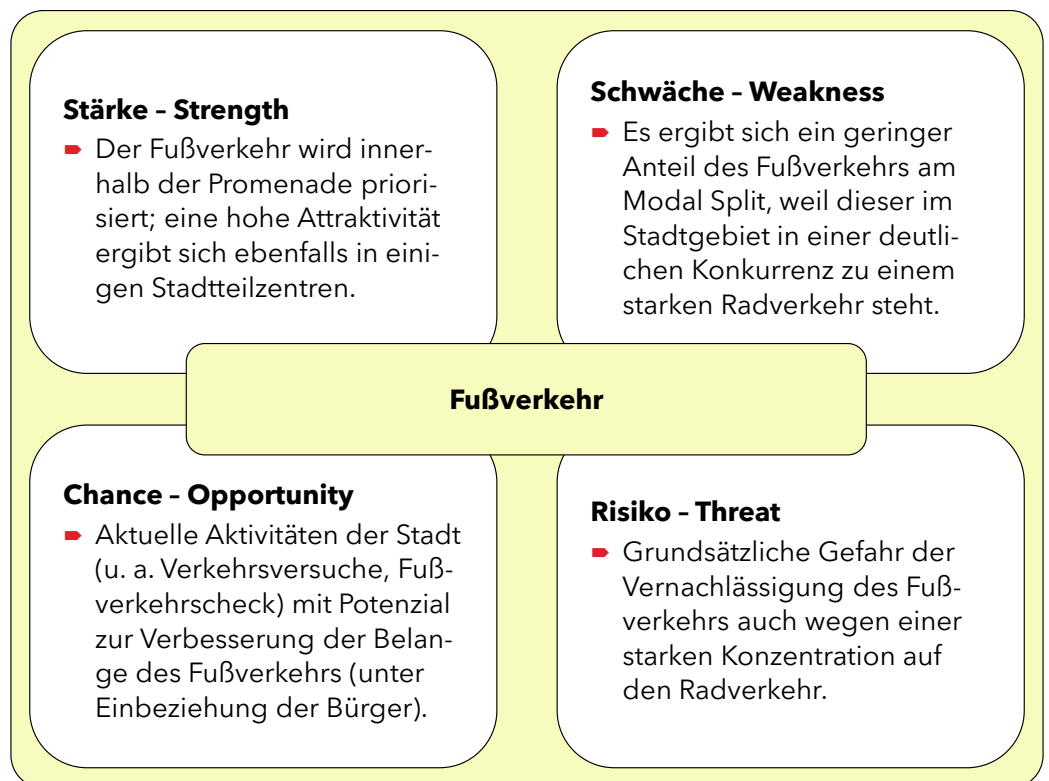 Stärke – Strength
Der Fußverkehr wird inner-
halb der Promenade priori-
siert; eine hohe Attraktivität
ergibt sich ebenfalls in eini-
gen Stadtteilzentren.
Schwäche – Weakness
Es ergibt sich ein geringer
Anteil des Fußverkehrs am
Modal Split, weil dieser im
Stadtgebiet in einer deutli-
chen Konkurrenz zu einem
starken Radverkehr steht.
Fußverkehr
Chance – Opportunity
Aktuelle Aktivitäten der Stadt
(u. a. Verkehrsversuche, Fuß-
verkehrscheck) mit Potenzial
zur Verbesserung der Belan-
ge des Fußverkehrs (unter
Einbeziehung der Bürger).
Risiko – Threat
Grundsätzliche Gefahr der
Vernachlässigung des Fuß-
verkehrs auch wegen einer
starken Konzentration auf
den Radverkehr.